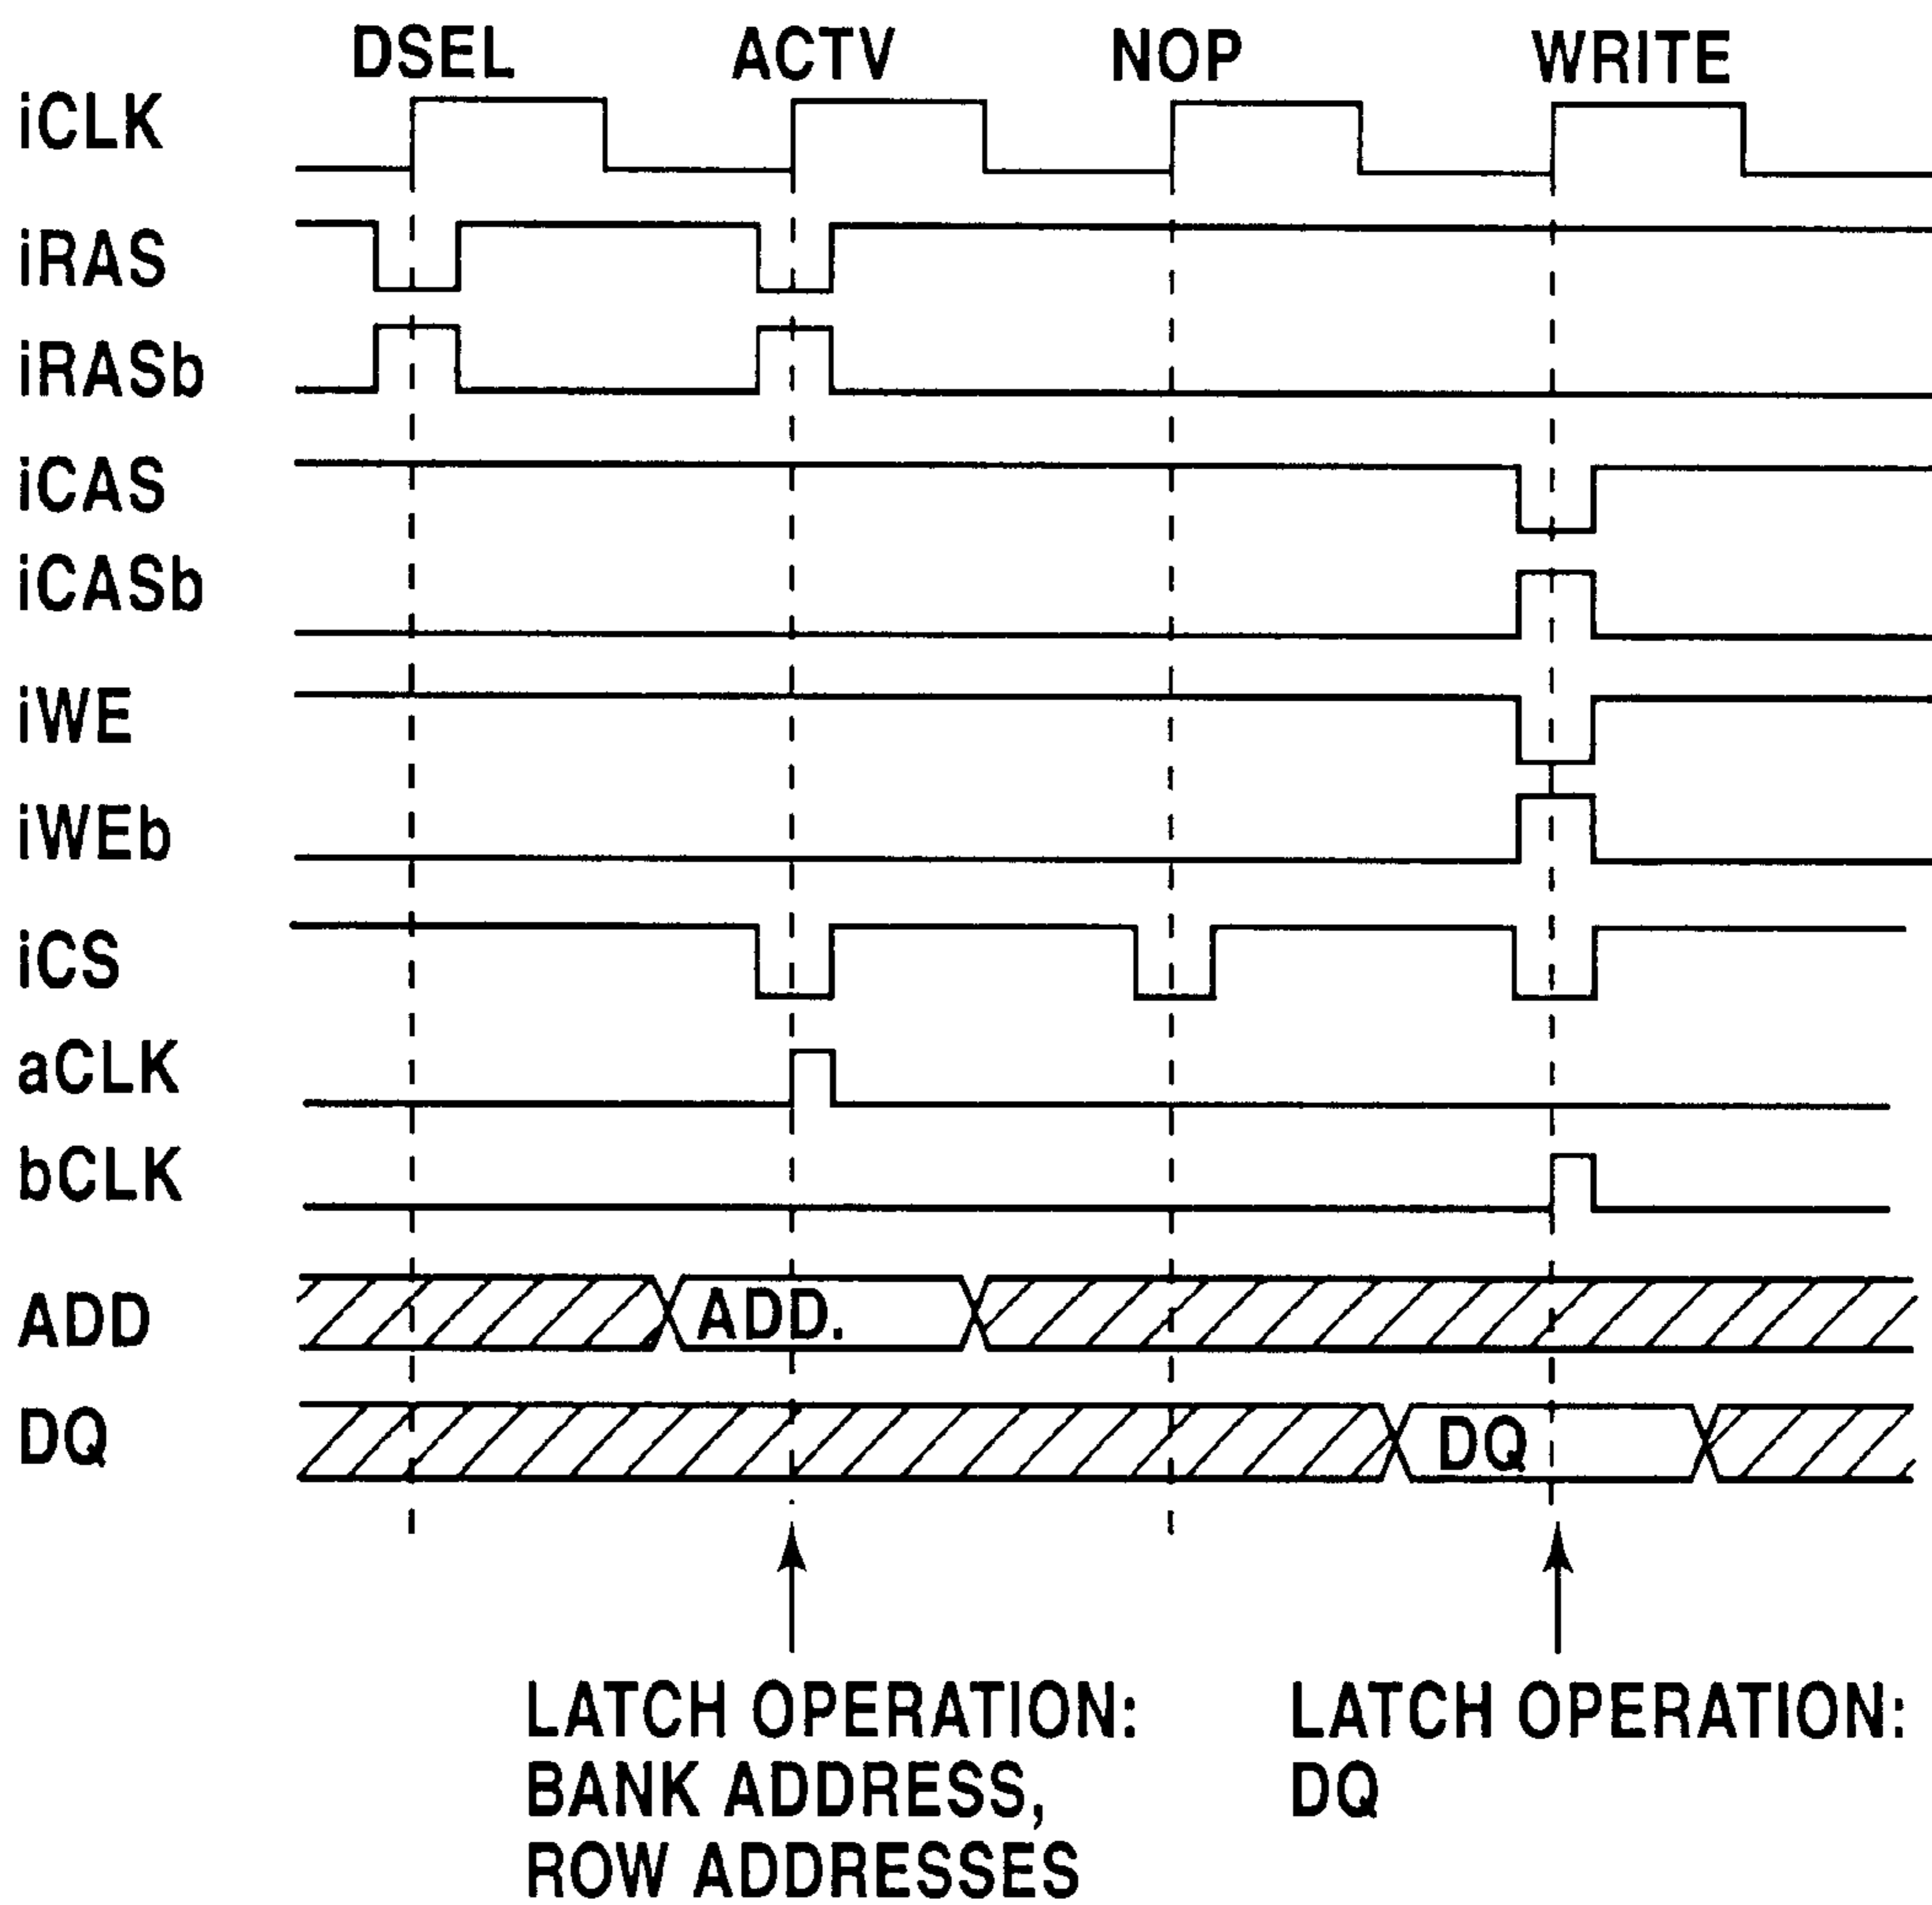 DSEL ACTV NOP WRITE
iCLK
iRAS
iRASb
iCAS
iCASb
iWE
iWEb
iCS
aCLK
bCLK
ADD ADD.
DQ DQ
LATCH OPERATION: LATCH OPERATION:
BANK ADDRESS, DQ
ROW ADDRESSES